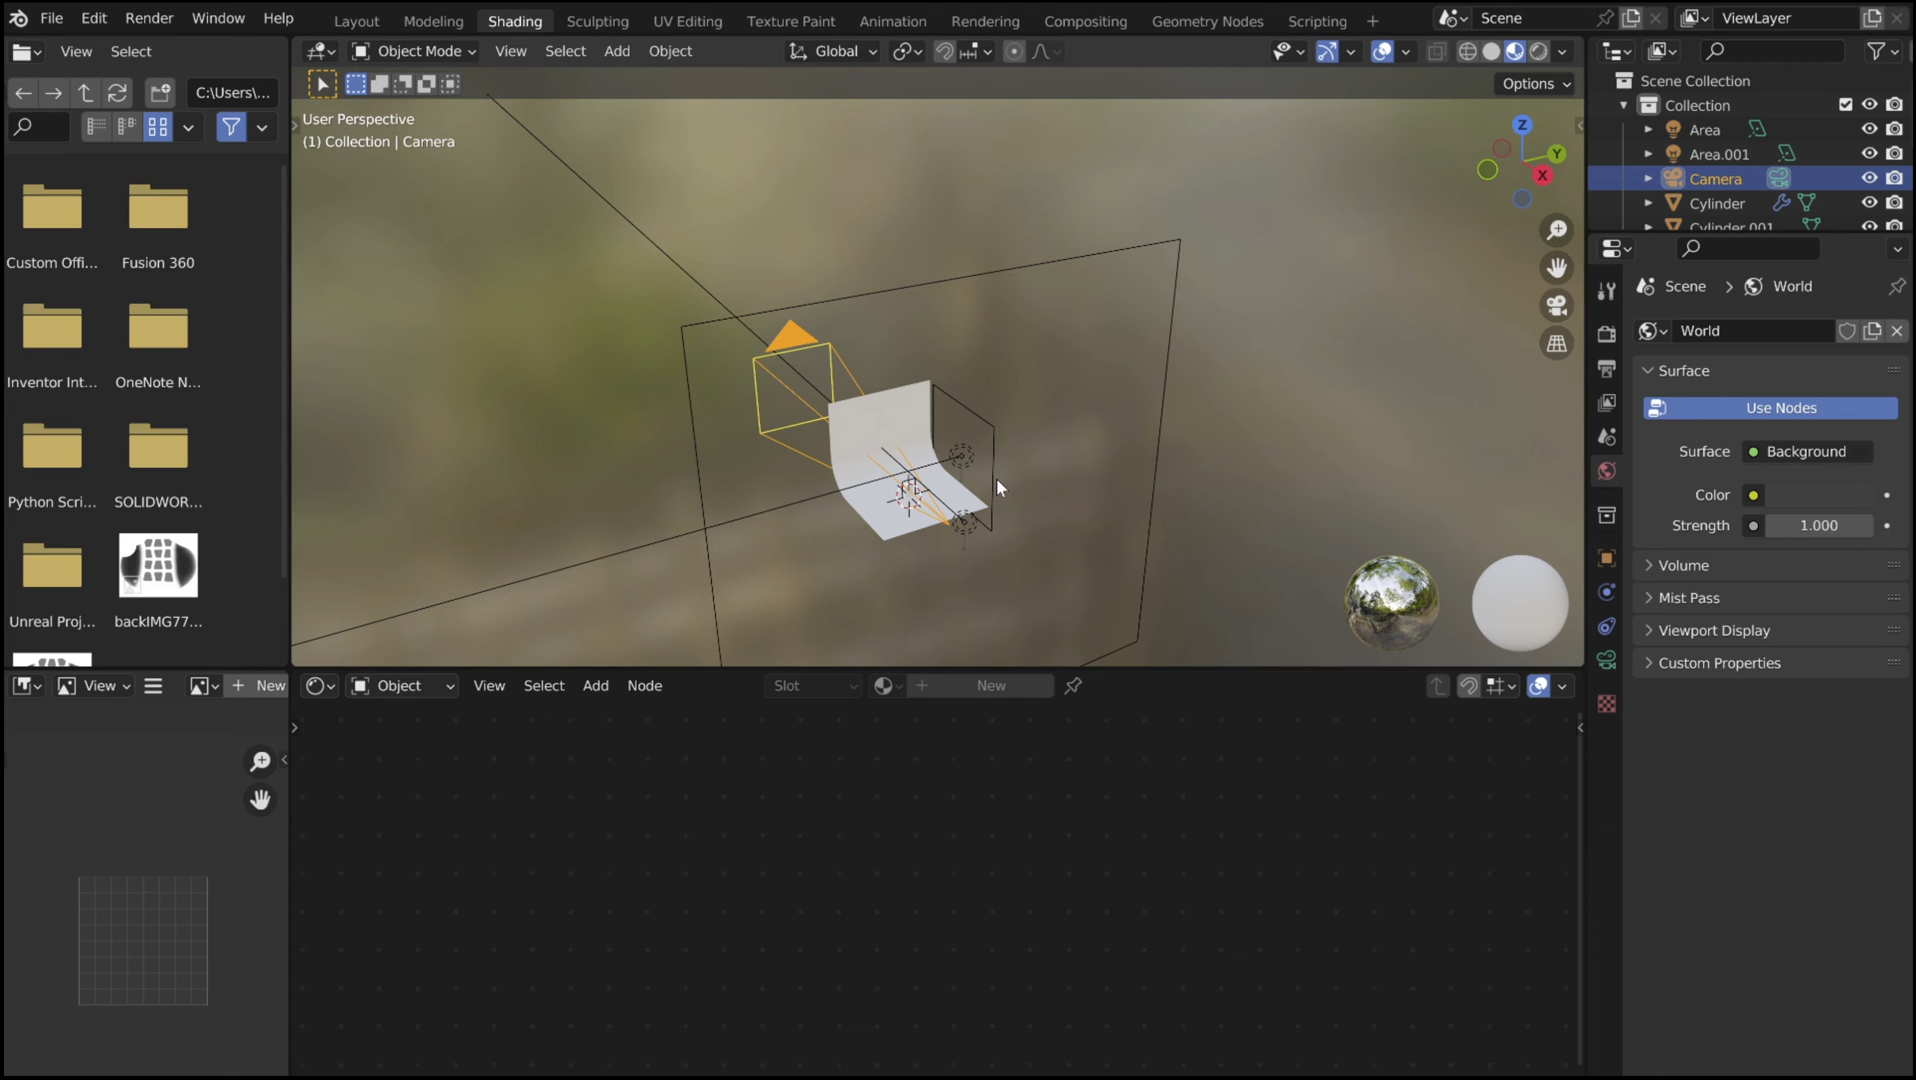 File Edit Render Window Help Layout Modeling Shading Sculpting UV Editing Texture Paint Animation Rendering Compositing Geometry Nodes Scripting Scene ViewLayer
View Select Object Mode View Select Add Object Global
Scene Collection
C:\Users\... Options
Collection
User Perspective
(1) Collection | Camera
Area
Area.001
Camera
Cylinder
Cylinder.001
Z
Y
X
Custom Offi... Fusion 360
Inventor Int... OneNote N...
Python Scri... SOLIDWOR...
Unreal Proj... backIMG77...
Scene > World
World
Surface
Use Nodes
Surface Background
Color
Strength 1.000
Volume
Mist Pass
Viewport Display
Custom Properties
View New Object View Select Add Node Slot New